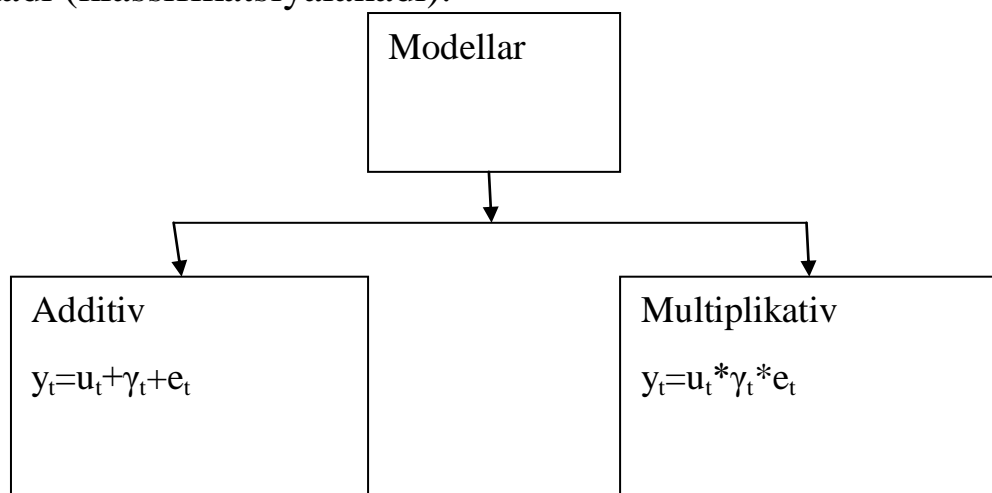 Modellar
Additiv
yₜ=uₜ+γₜ+eₜ
Multiplikativ
yₜ=uₜ*γₜ*eₜ